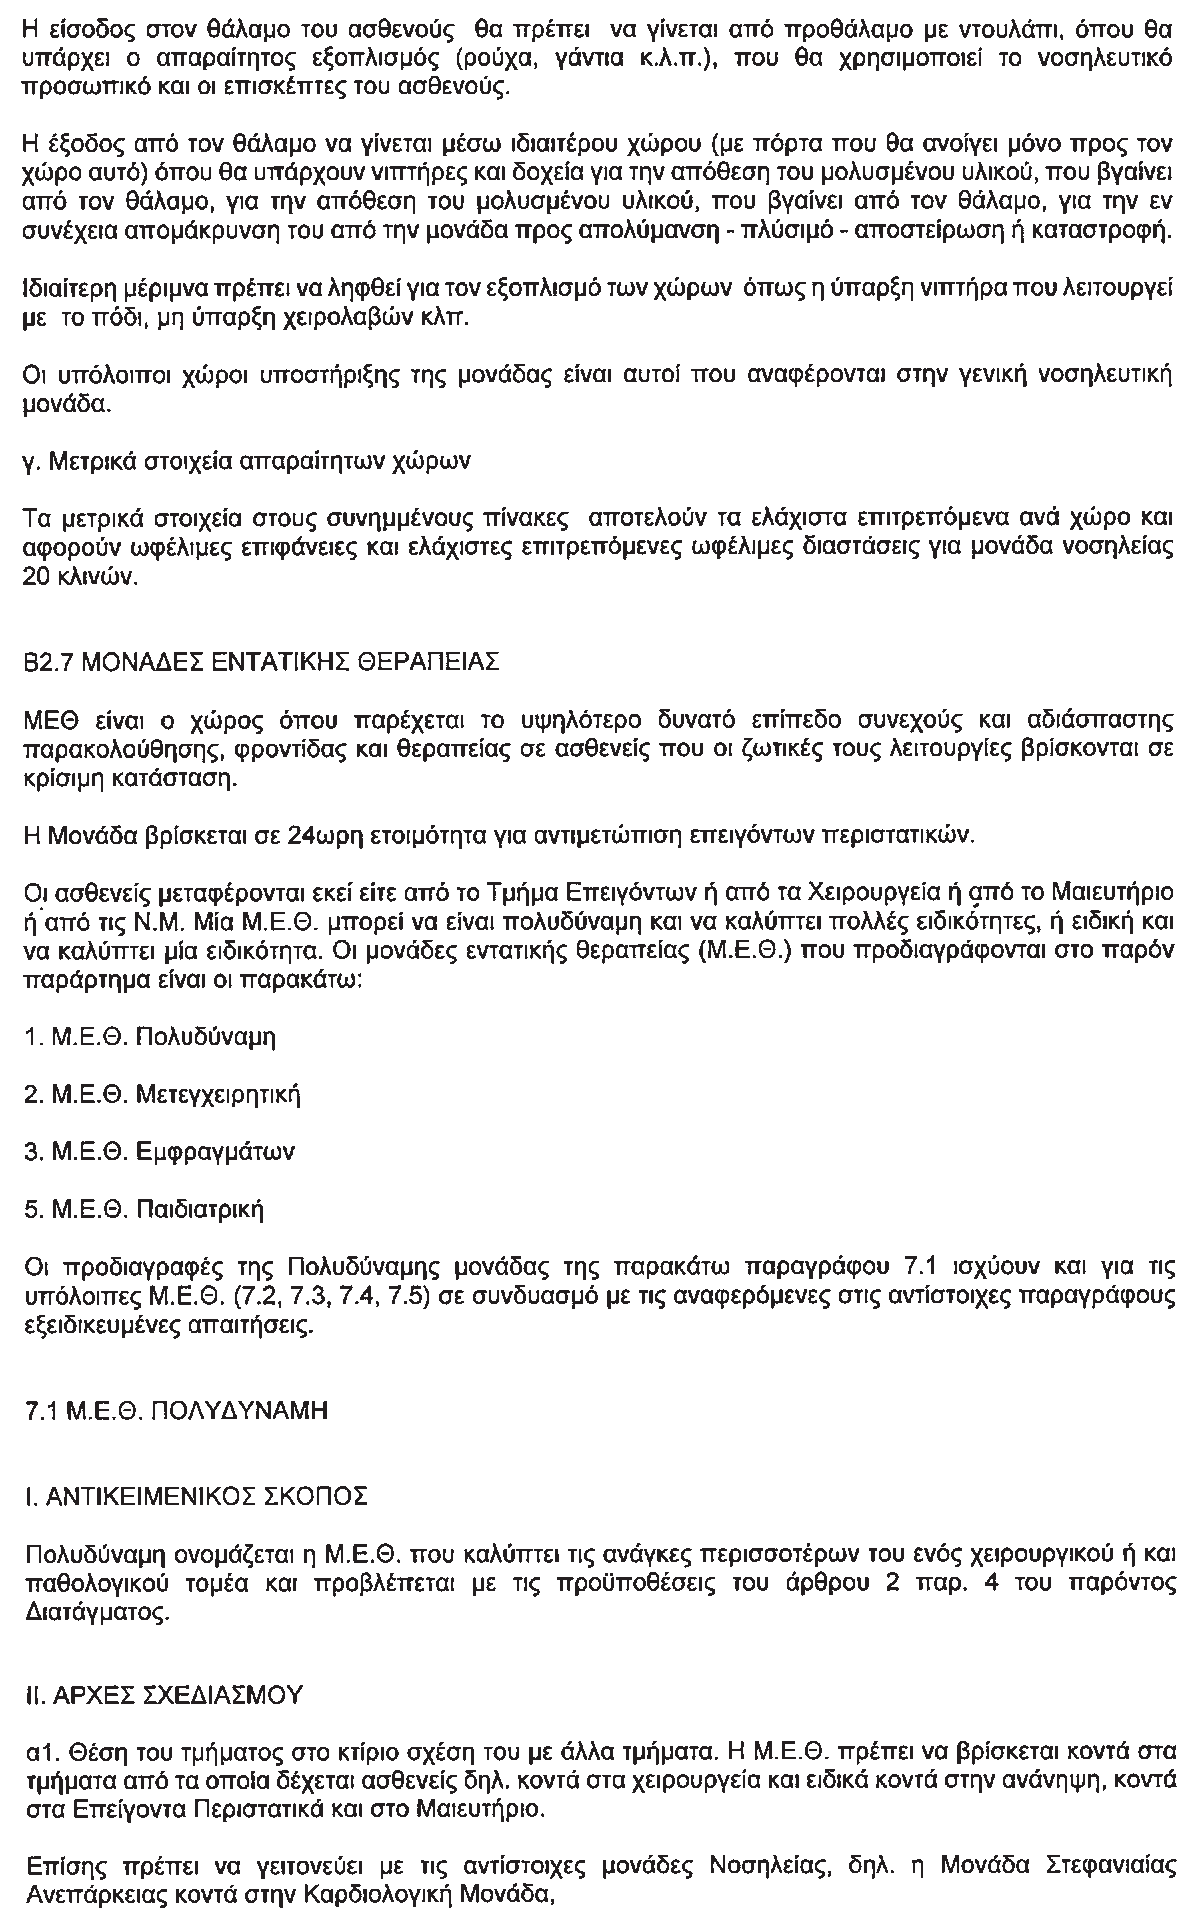 Η είσοδος στον θάλαμο του ασθενούς θα πρέπει να γίνεται από προθάλαμο με ντουλάπι, όπου θα
υπάρχει ο απαραίτητος εξοπλισμός (ρούχα, γάντια κ.λ.π.), που θα χρησιμοποιεί το νοσηλευτικό
προσωπικό και οι επισκέπτες του ασθενούς.
Η έξοδος από τον θάλαμο να γίνεται μέσω ιδιαιτέρου χώρου (με πόρτα που θα ανοίγει μόνο προς τον
χώρο αυτό) όπου θα υπάρχουν νιπτήρες και δοχεία για την απόθεση του μολυσμένου υλικού, που βγαίνει
από τον θάλαμο, για την απόθεση του μολυσμένου υλικού, που βγαίνει από τον θάλαμο, για την εν
συνέχεια απομάκρυνση του από την μονάδα προς απολύμανση - πλύσιμό - αποστείρωση ή καταστροφή.
Ιδιαίτερη μέριμνα πρέπει να ληφθεί για τον εξοπλισμό των χώρων όπως η ύπαρξη νιπτήρα που λειτουργεί
με το πόδι, μη ύπαρξη χειρολαβών κλπ.
Οι υπόλοιποι χώροι υποστήριξης της μονάδας είναι αυτοί που αναφέρονται στην γενική νοσηλευτική
μονάδα.
γ. Μετρικά στοιχεία απαραίτητων χώρων
Τα μετρικά στοιχεία στους συνημμένους πίνακες αποτελούν τα ελάχιστα επιτρεπόμενα ανά χώρο και
αφορούν ωφέλιμες επιφάνειες και ελάχιστες επιτρεπόμενες ωφέλιμες διαστάσεις για μονάδα νοσηλείας
20 κλινών.
Β2.7 ΜΟΝΑΔΕΣ ΕΝΤΑΤΙΚΗΣ ΘΕΡΑΠΕΙΑΣ
ΜΕΘ είναι ο χώρος όπου παρέχεται το υψηλότερο δυνατό επίπεδο συνεχούς και αδιάσπαστης
παρακολούθησης, φροντίδας και θεραπείας σε ασθενείς που οι ζωτικές τους λειτουργίες βρίσκονται σε
κρίσιμη κατάσταση.
Η Μονάδα βρίσκεται σε 24ωρη ετοιμότητα για αντιμετώπιση επειγόντων περιστατικών.
Οι ασθενείς μεταφέρονται εκεί είτε από το Τμήμα Επειγόντων ή από τα Χειρουργεία ή από το Μαιευτήριο
ή από τις Ν.Μ. Μία Μ.Ε.Θ. μπορεί να είναι πολυδύναμη και να καλύπτει πολλές ειδικότητες, ή ειδική και
να καλύπτει μία ειδικότητα. Οι μονάδες εντατικής θεραπείας (Μ.Ε.Θ.) που προδιαγράφονται στο παρόν
παράρτημα είναι οι παρακάτω:
1. Μ.Ε.Θ. Πολυδύναμη
2. Μ.Ε.Θ. Μετεγχειρητική
3. Μ.Ε.Θ. Εμφραγμάτων
5. Μ.Ε.Θ. Παιδιατρική
Οι προδιαγραφές της Πολυδύναμης μονάδας της παρακάτω παραγράφου 7.1 ισχύουν και για τις
υπόλοιπες Μ.Ε.Θ. (7.2, 7.3, 7.4, 7.5) σε συνδυασμό με τις αναφερόμενες στις αντίστοιχες παραγράφους
εξειδικευμένες απαιτήσεις.
7.1 Μ.Ε.Θ. ΠΟΛΥΔΥΝΑΜΗ
Ι. ΑΝΤΙΚΕΙΜΕΝΙΚΟΣ ΣΚΟΠΟΣ
Πολυδύναμη ονομάζεται η Μ.Ε.Θ. που καλύπτει τις ανάγκες περισσοτέρων του ενός χειρουργικού ή και
παθολογικού τομέα και προβλέπεται με τις προϋποθέσεις του άρθρου 2 παρ. 4 του παρόντος
Διατάγματος.
ΙΙ. ΑΡΧΕΣ ΣΧΕΔΙΑΣΜΟΥ
α1. Θέση του τμήματος στο κτίριο σχέση του με άλλα τμήματα. Η Μ.Ε.Θ. πρέπει να βρίσκεται κοντά στα
τμήματα από τα οποία δέχεται ασθενείς δηλ. κοντά στα χειρουργεία και ειδικά κοντά στην ανάνηψη, κοντά
στα Επείγοντα Περιστατικά και στο Μαιευτήριο.
Επίσης πρέπει να γειτονεύει με τις αντίστοιχες μονάδες Νοσηλείας, δηλ. η Μονάδα Στεφανιαίας
Ανεπάρκειας κοντά στην Καρδιολογική Μονάδα,